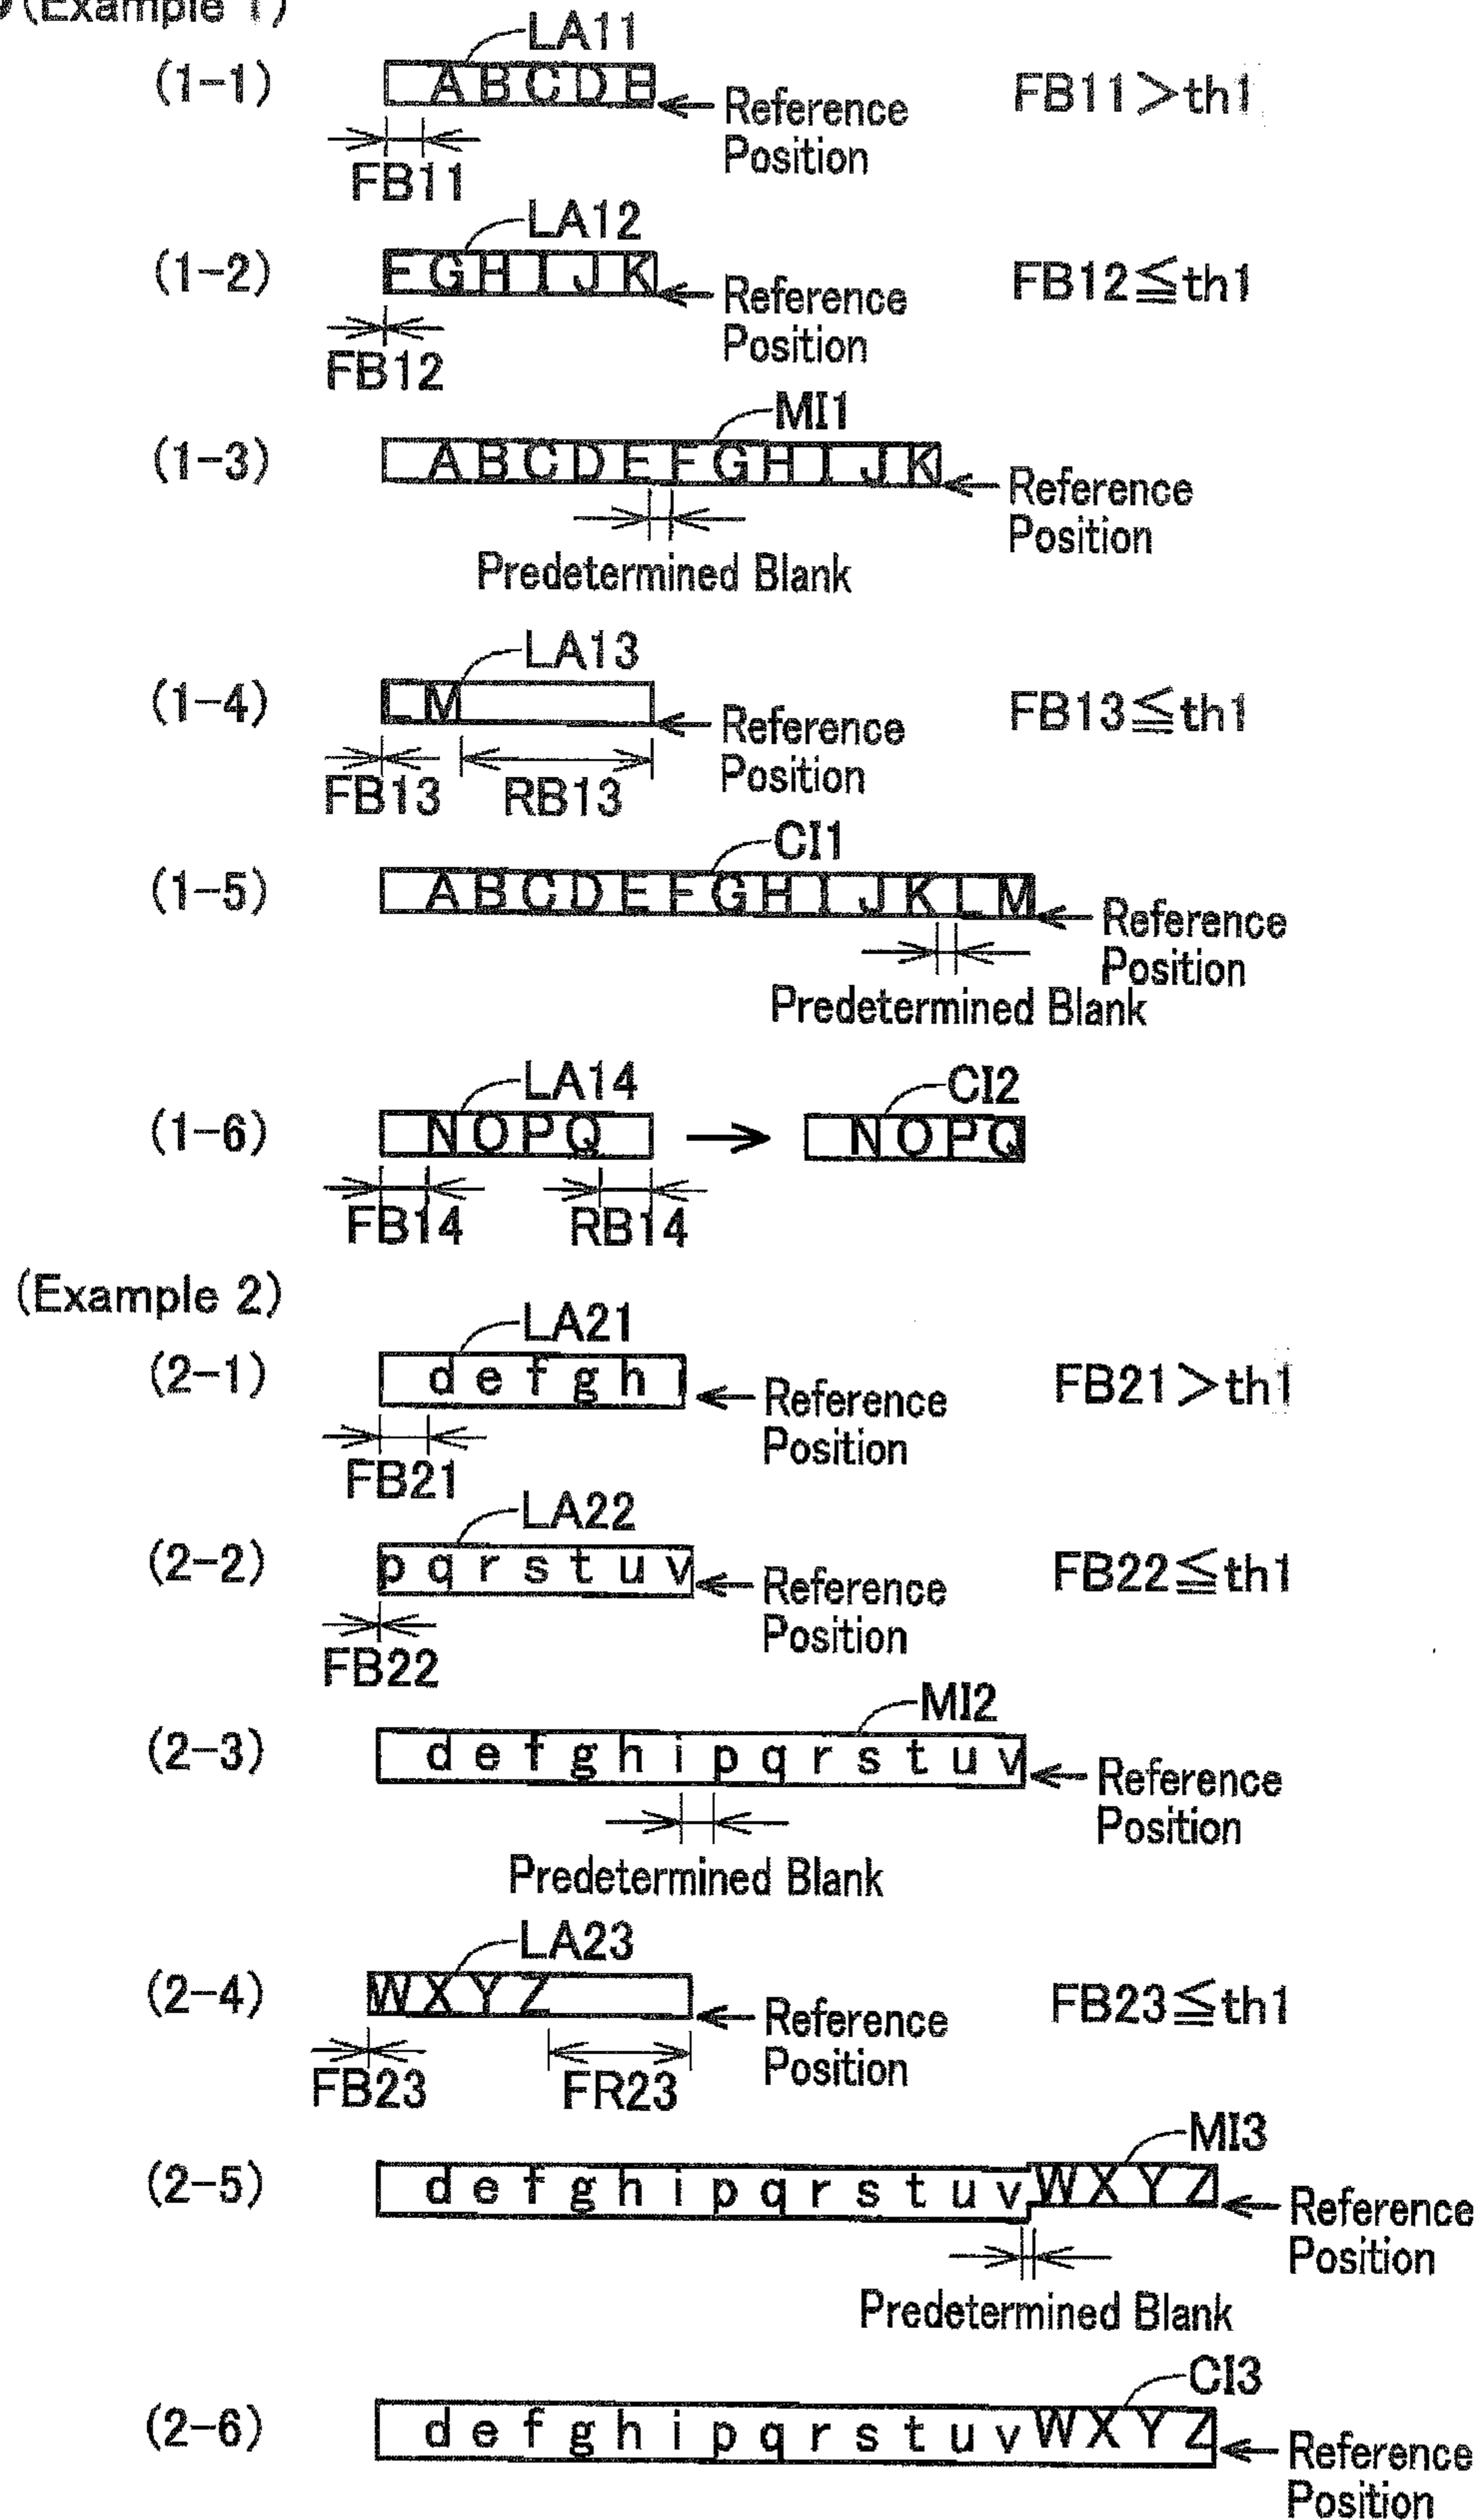 (Example 1)
LA11
(1-1) ABCDE Reference Position FB11>th1
FB11
LA12
(1-2) FGHIJK Reference Position FB12≦th1
FB12
MI1
(1-3) ABCDEFGHIJK Reference Position
Predetermined Blank
LA13
(1-4) LM Reference Position FB13≦th1
FB13 RB13
CI1
(1-5) ABCDEFGHIJKLM Reference Position
Predetermined Blank
LA14 CI2
(1-6) NOPQ NOPQ
FB14 RB14
(Example 2)
LA21
(2-1) d e f g h i Reference Position FB21>th1
FB21
LA22
(2-2) p q r s t u v Reference Position FB22≦th1
FB22
MI2
(2-3) d e f g h i p q r s t u v Reference Position
Predetermined Blank
LA23
(2-4) WXYZ Reference Position FB23≦th1
FB23 FR23
MI3
(2-5) d e f g h i p q r s t u v WXYZ Reference Position
Predetermined Blank
CI3
(2-6) d e f g h i p q r s t u v WXYZ Reference Position